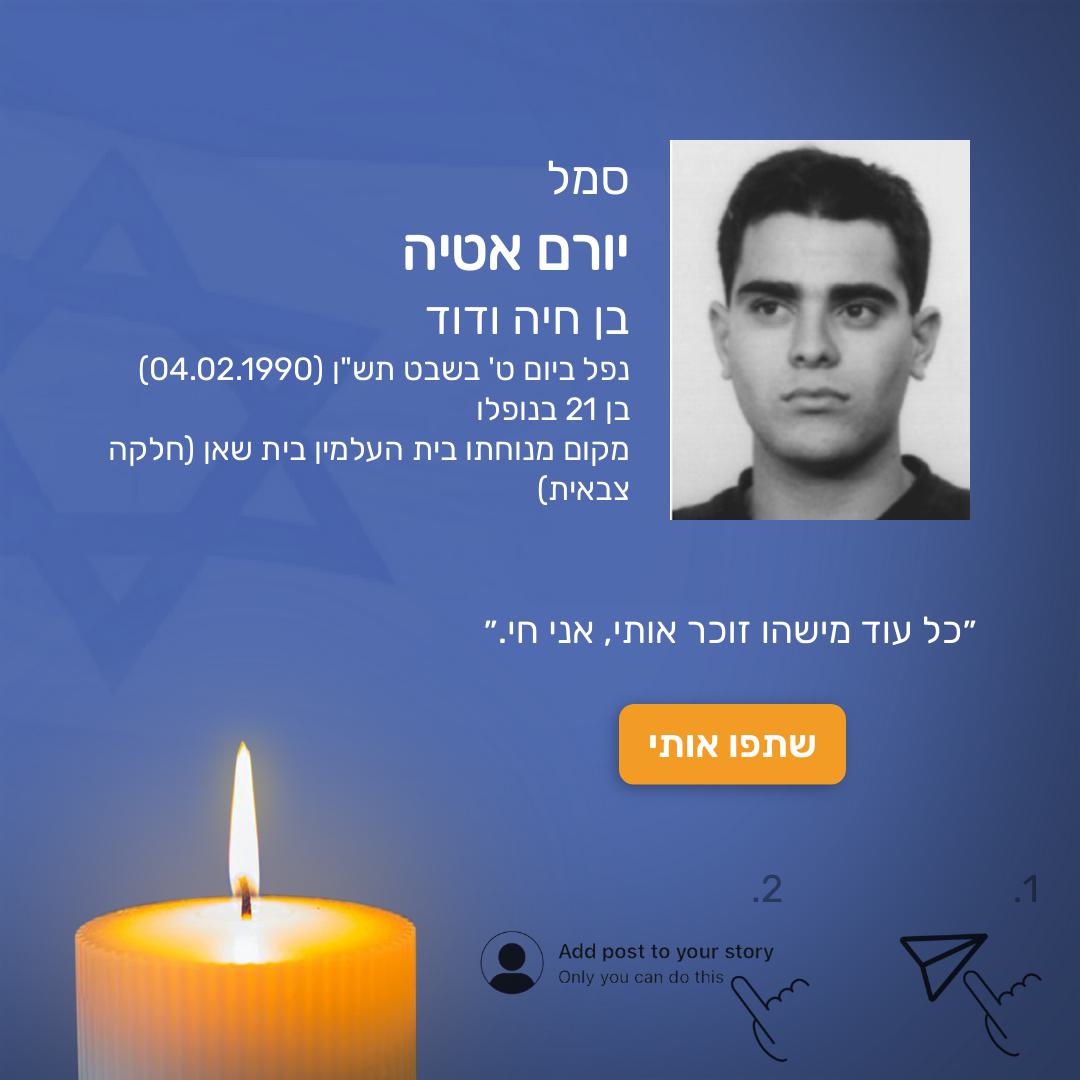 סמל
יורם אטיה
בן חיה ודוד
נפל ביום ט' בשבט תש"ן (04.02.1990)
בן 21 בנופלו
מקום מנוחתו בית העלמין בית שאן (חלקה
צבאית)
״כל עוד מישהו זוכר אותי, אני חי.״
שתפו אותי
1.
2.
Add post to your story
Only you can do this